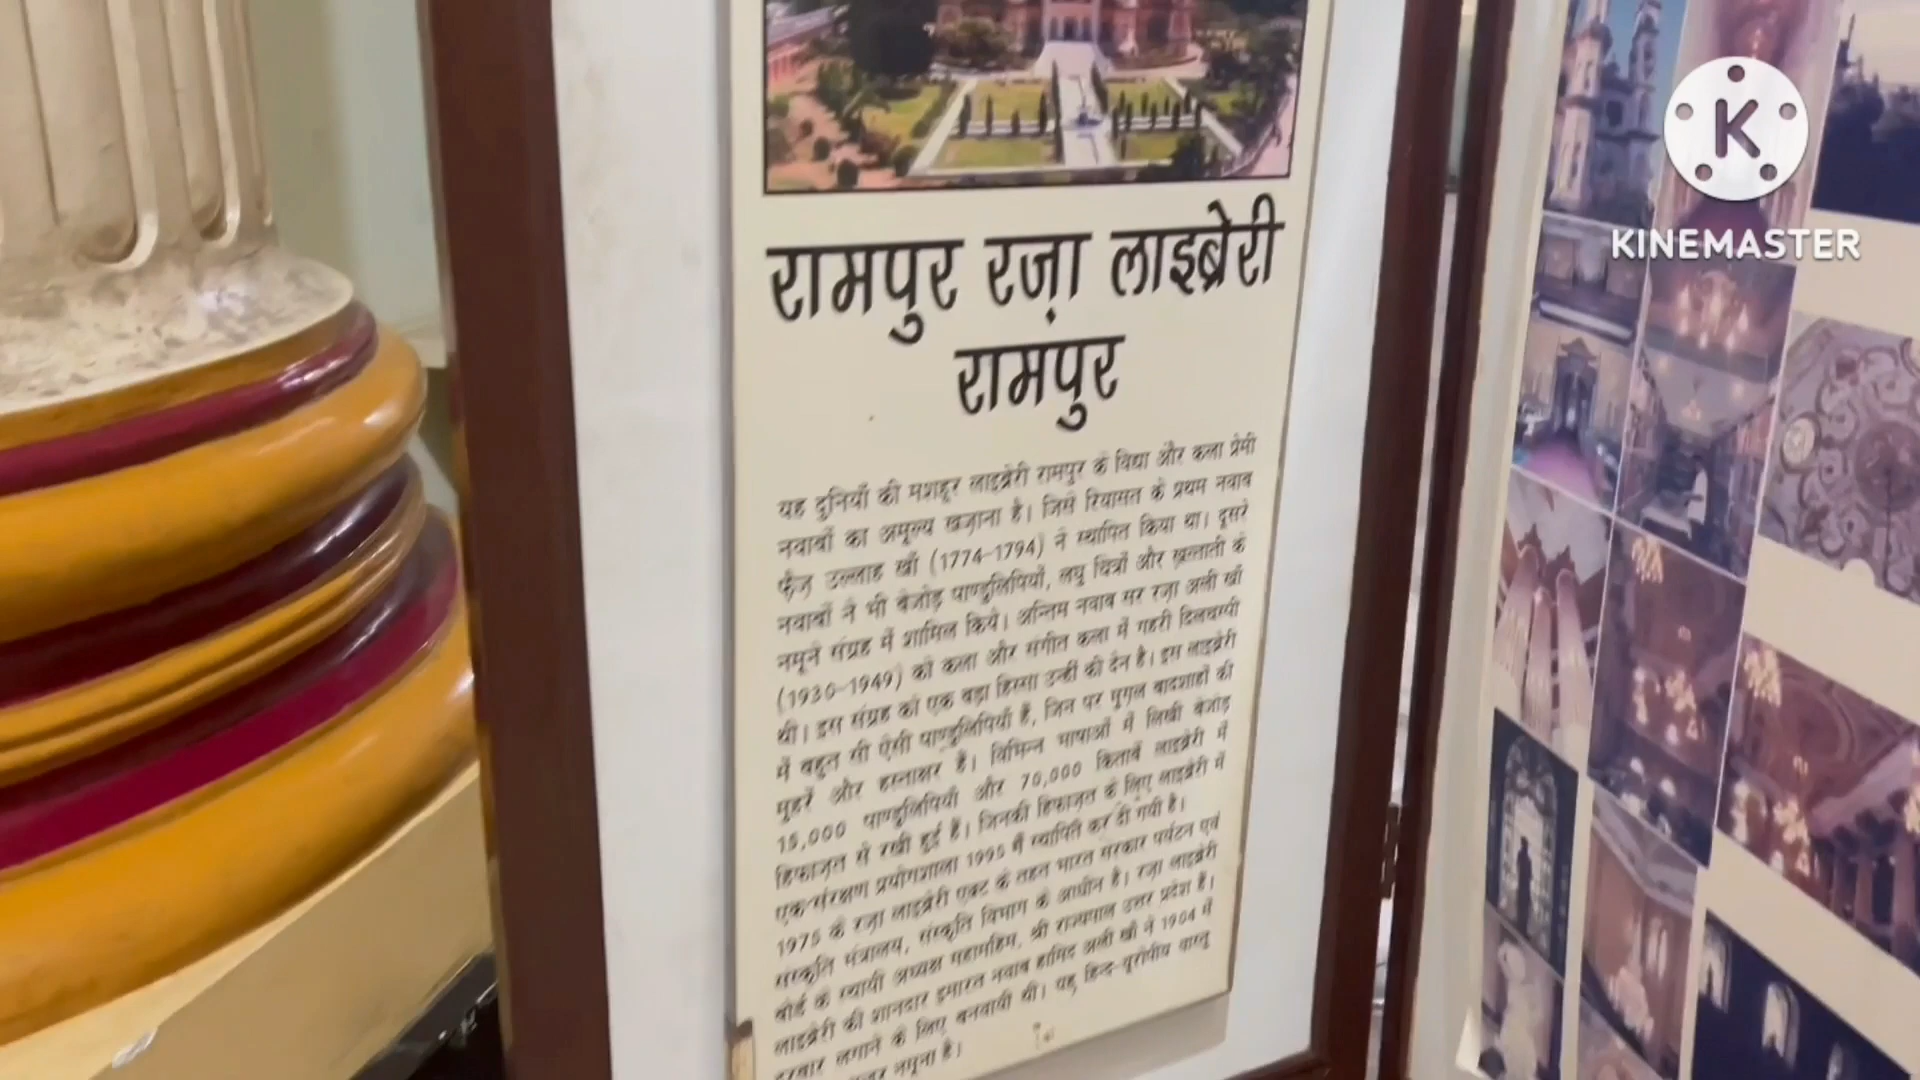 रामपुर रज़ा लाइब्रेरी
रामपुर
KINEMASTER
यह दुनियाँ की मशहूर लाइब्रेरी रामपुर के विद्या और कला प्रेमी
नवाबों का अमूल्य खज़ाना है। जिसे रियासत के प्रथम नवाब
फ़ैज़ उल्लाह खाँ (1774-1794) ने स्थापित किया था। दूसरे
नवाबों ने भी बेजोड़ पाण्डुलिपियाँ, लघु चित्रों और ख़त्ताती के
नमूने संग्रह में शामिल किये। अन्तिम नवाब सर रज़ा अली खाँ
(1930-1949) को कला और संगीत कला में गहरी दिलचस्पी
थी। इस संग्रह का एक बड़ा हिस्सा उन्हीं की देन है। इस लाइब्रेरी
में बहुत सी ऐसी पाण्डुलिपियाँ हैं, जिन पर मुग़ल बादशाहों की
मुहरें और हस्ताक्षर हैं। विभिन्न भाषाओं में लिखी बेजोड़
15,000 पाण्डुलिपियाँ और 70,000 किताबें लाइब्रेरी में
हिफाज़त से रखी हुई हैं। जिनकी हिफाज़त के लिए लाइब्रेरी में
एक संरक्षण प्रयोगशाला 1995 में स्थापित कर दी गयी है।
1975 के रज़ा लाइब्रेरी एक्ट के तहत भारत सरकार पर्यटन एवं
संस्कृति मंत्रालय, संस्कृति विभाग के आधीन है। रज़ा लाइब्रेरी
बोर्ड के स्थायी अध्यक्ष महामहिम, श्री राज्यपाल उत्तर प्रदेश हैं।
लाइब्रेरी की शानदार इमारत नवाब हामिद अली खाँ ने 1904 में
दरबार लगाने के लिए बनवायी थी। यह हिन्द-यूरोपीय वास्तु
नमूना है।